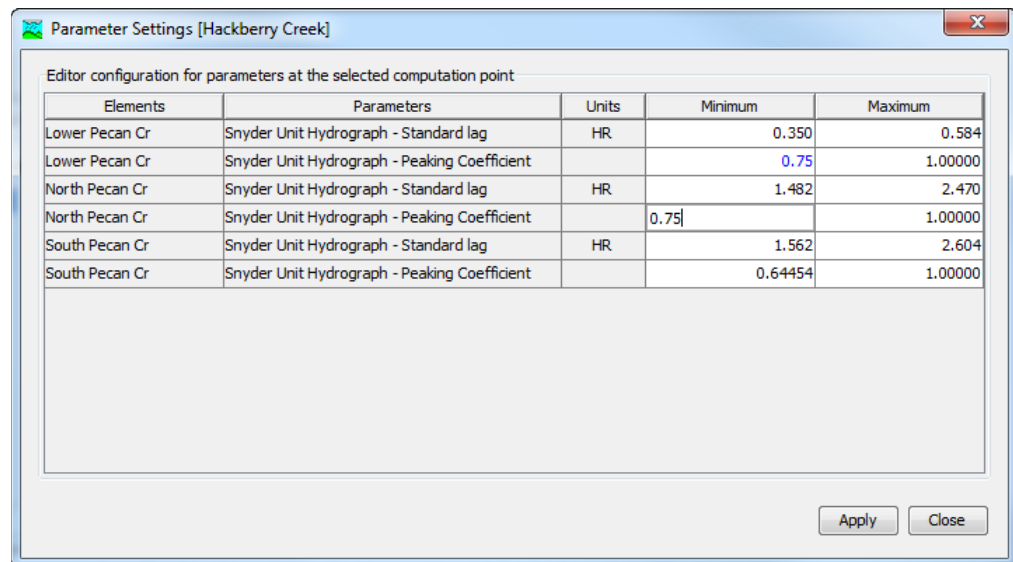 Parameter Settings [Hackberry Creek]
Editor configuration for parameters at the selected computation point
Elements Parameters Units Minimum Maximum
Lower Pecan Cr Snyder Unit Hydrograph - Standard lag HR 0.350 0.584
Lower Pecan Cr Snyder Unit Hydrograph - Peaking Coefficient 0.75 1.00000
North Pecan Cr Snyder Unit Hydrograph - Standard lag HR 1.482 2.470
North Pecan Cr Snyder Unit Hydrograph - Peaking Coefficient 0.75 1.00000
South Pecan Cr Snyder Unit Hydrograph - Standard lag HR 1.562 2.604
South Pecan Cr Snyder Unit Hydrograph - Peaking Coefficient 0.64454 1.00000
Apply Close